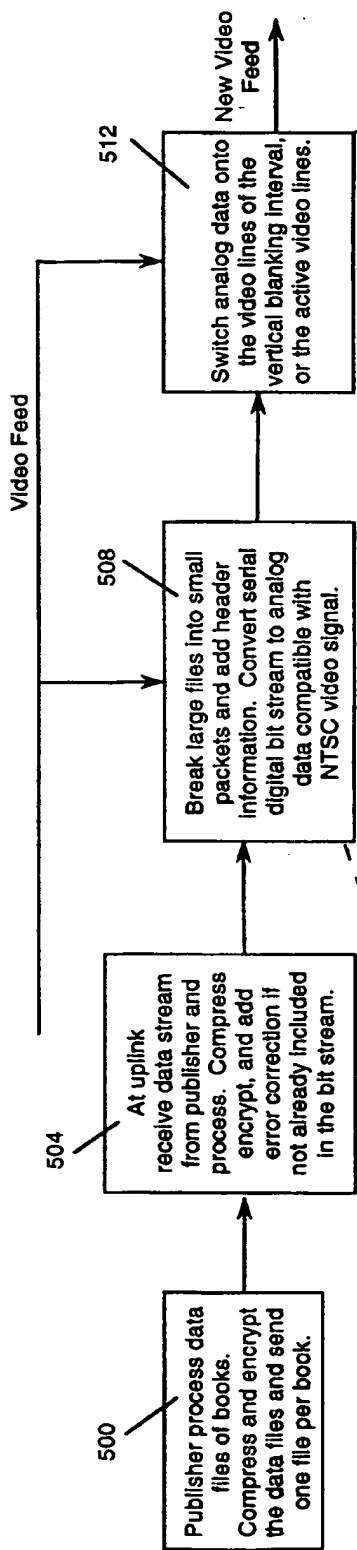 Video Feed
500
Publisher process data
files of books.
Compress and encrypt
the data files and send
one file per book.
504
At uplink
receive data stream
from publisher and
process. Compress
encrypt, and add
error correction if
not already included
in the bit stream.
508
Break large files into small
packets and add header
information. Convert serial
digital bit stream to analog
data compatible with
NTSC video signal.
512
Switch analog data onto
the video lines of the
vertical blanking interval,
or the active video lines.
New Video
Feed